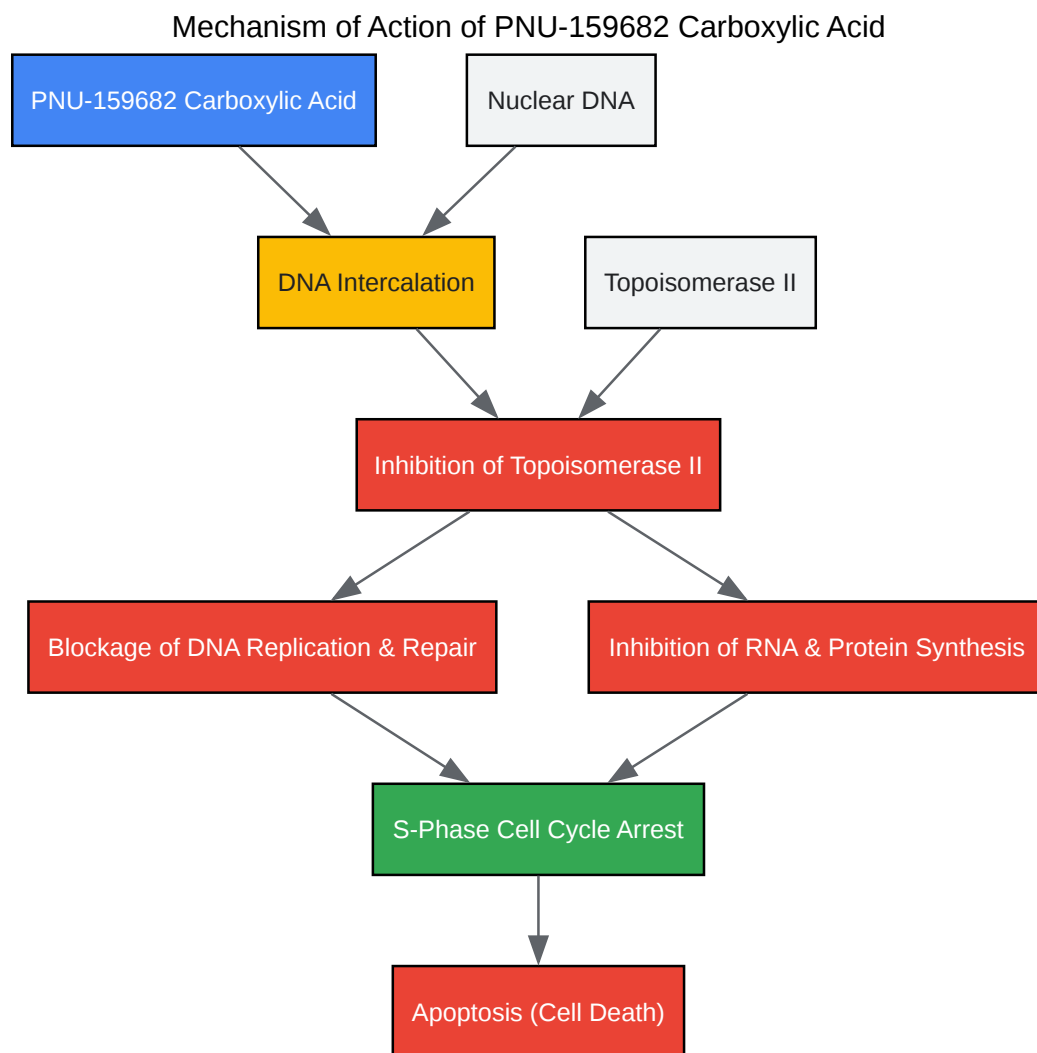 Mechanism of Action of PNU-159682 Carboxylic Acid
PNU-159682 Carboxylic Acid
Nuclear DNA
DNA Intercalation
Topoisomerase II
Inhibition of Topoisomerase II
Blockage of DNA Replication & Repair
Inhibition of RNA & Protein Synthesis
S-Phase Cell Cycle Arrest
Apoptosis (Cell Death)